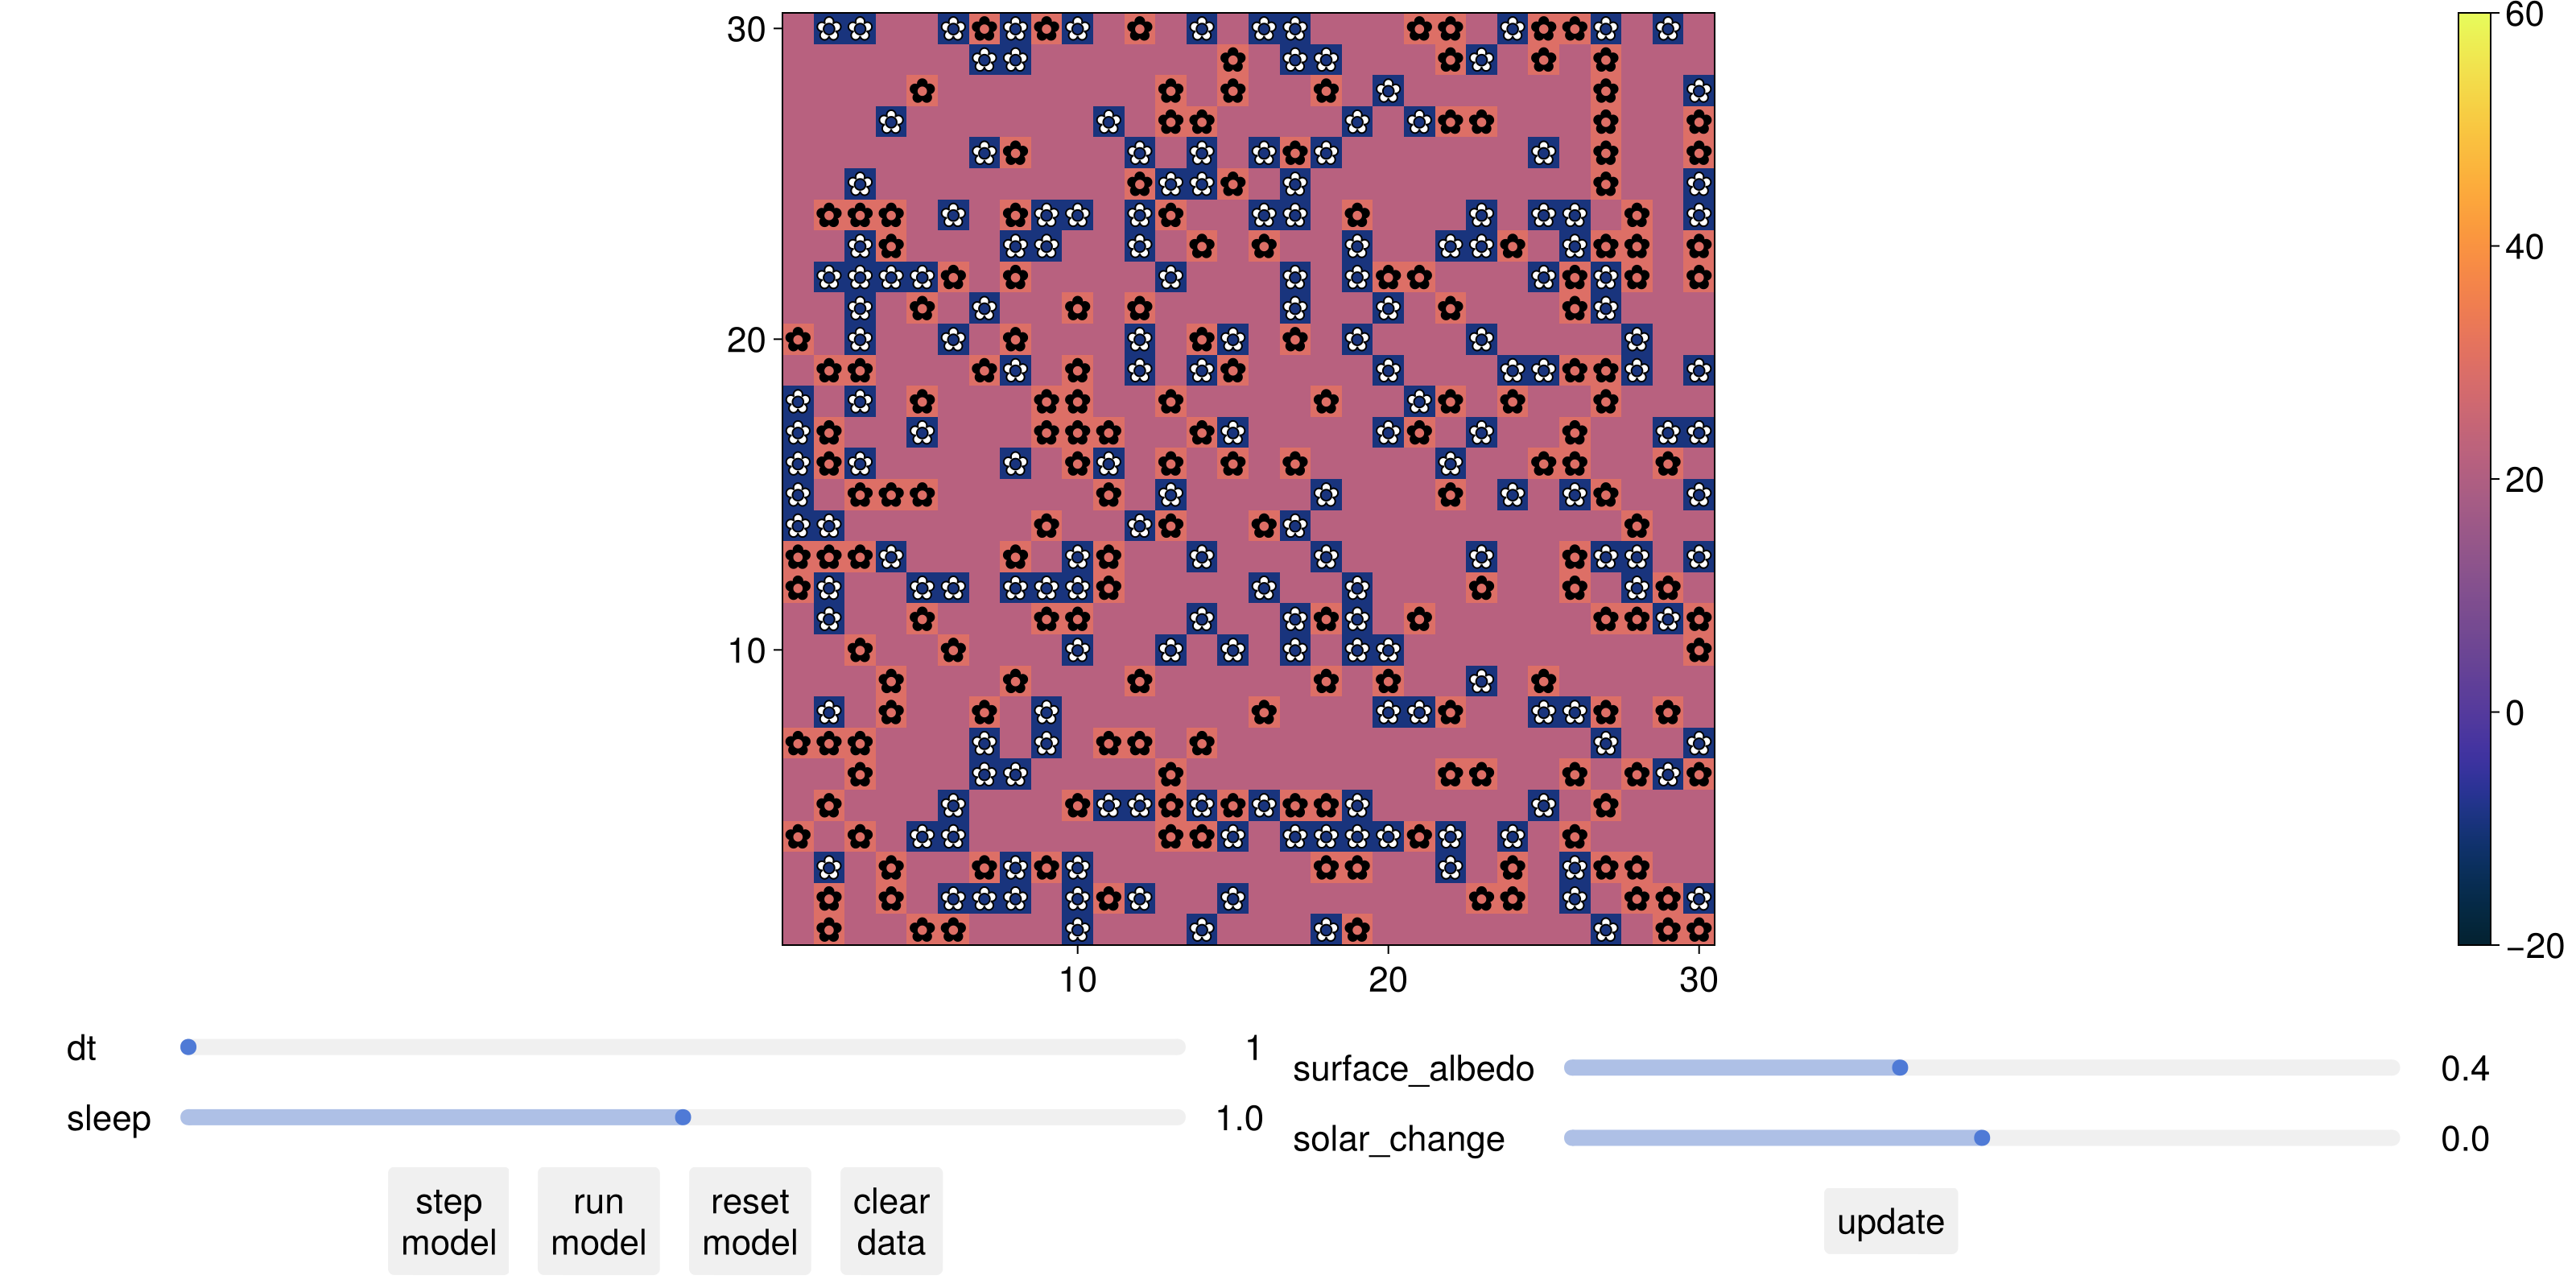 30
20
10
10 20 30
60
40
20
0
−20
dt 1
sleep 1.0
surface_albedo 0.4
solar_change 0.0
step
model
run
model
reset
model
clear
data
update